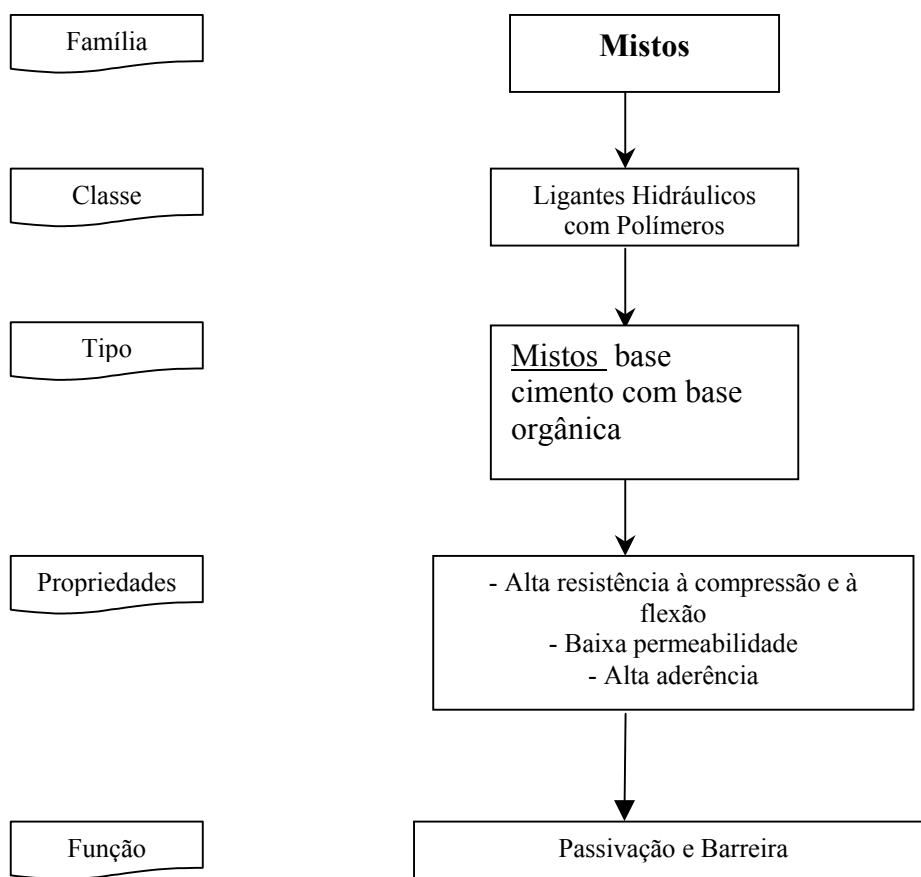 Família
Mistos
Classe
Ligantes Hidráulicos
com Polímeros
Tipo
Mistos base
cimento com base
orgânica
Propriedades
- Alta resistência à compressão e à
flexão
- Baixa permeabilidade
- Alta aderência
Função
Passivação e Barreira